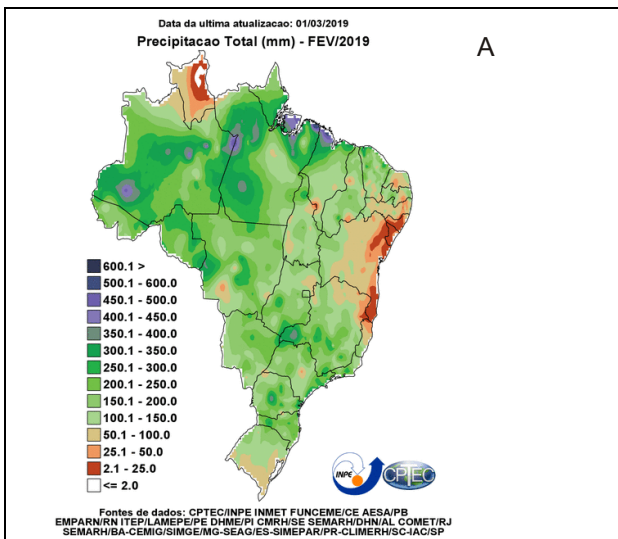 Data da ultima atualizacao: 01/03/2019
Precipitacao Total (mm) - FEV/2019
A
600.1 >
500.1 - 600.0
450.1 - 500.0
400.1 - 450.0
350.1 - 400.0
300.1 - 350.0
250.1 - 300.0
200.1 - 250.0
150.1 - 200.0
100.1 - 150.0
50.1 - 100.0
25.1 - 50.0
2.1 - 25.0
<= 2.0
INPE
CPTEC
Fontes de dados: CPTEC/INPE INMET FUNCEME/CE AESA/PB
EMPARN/RN ITEP/LAMEPE/PE DHME/PI CMRH/SE SEMARH/DHN/AL COMET/RJ
SEMARH/BA-CEMIG/SIMGE/MG-SEAG/ES-SIMEPAR/PR-CLIMERH/SC-IAC/SP